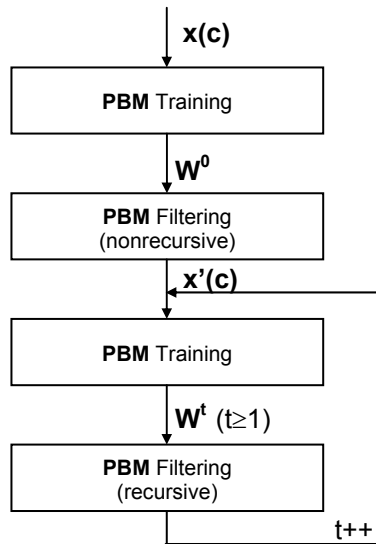 x(c)
PBM Training
W⁰
PBM Filtering
(nonrecursive)
x'(c)
PBM Training
Wᵗ (t≥1)
PBM Filtering
(recursive)
t++